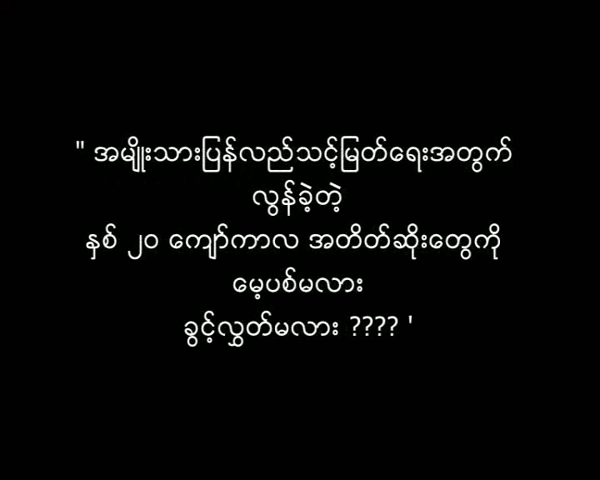 " အမျိုးသားပြန်လည်သင့်မြတ်ရေးအတွက်
လွန်ခဲ့တဲ့
နှစ် ၂၀ ကျော်ကာလ အတိတ်ဆိုးတွေကို
မေ့ပစ်မလား
ခွင့်လွှတ်မလား ???? '